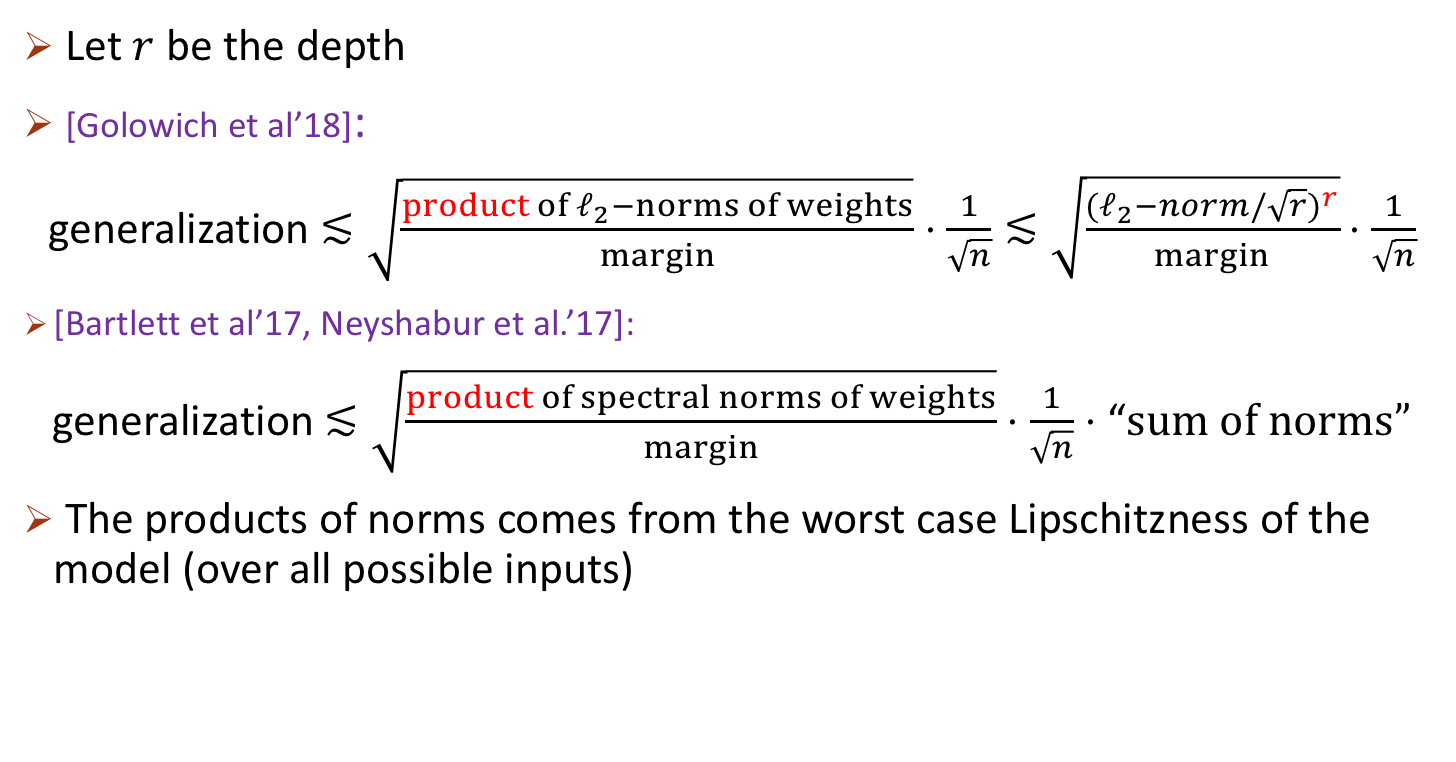 ➢ Let 𝑟 be the depth
➢ [Golowich et al’18]:
generalization ≲ √(product of ℓ₂−norms of weights / margin) · 1/√𝑛 ≲ √((ℓ₂−𝑛𝑜𝑟𝑚/√𝑟)^𝑟 / margin) · 1/√𝑛
➢ [Bartlett et al’17, Neyshabur et al.’17]:
generalization ≲ √(product of spectral norms of weights / margin) · 1/√𝑛 · “sum of norms”
➢ The products of norms comes from the worst case Lipschitzness of the
model (over all possible inputs)